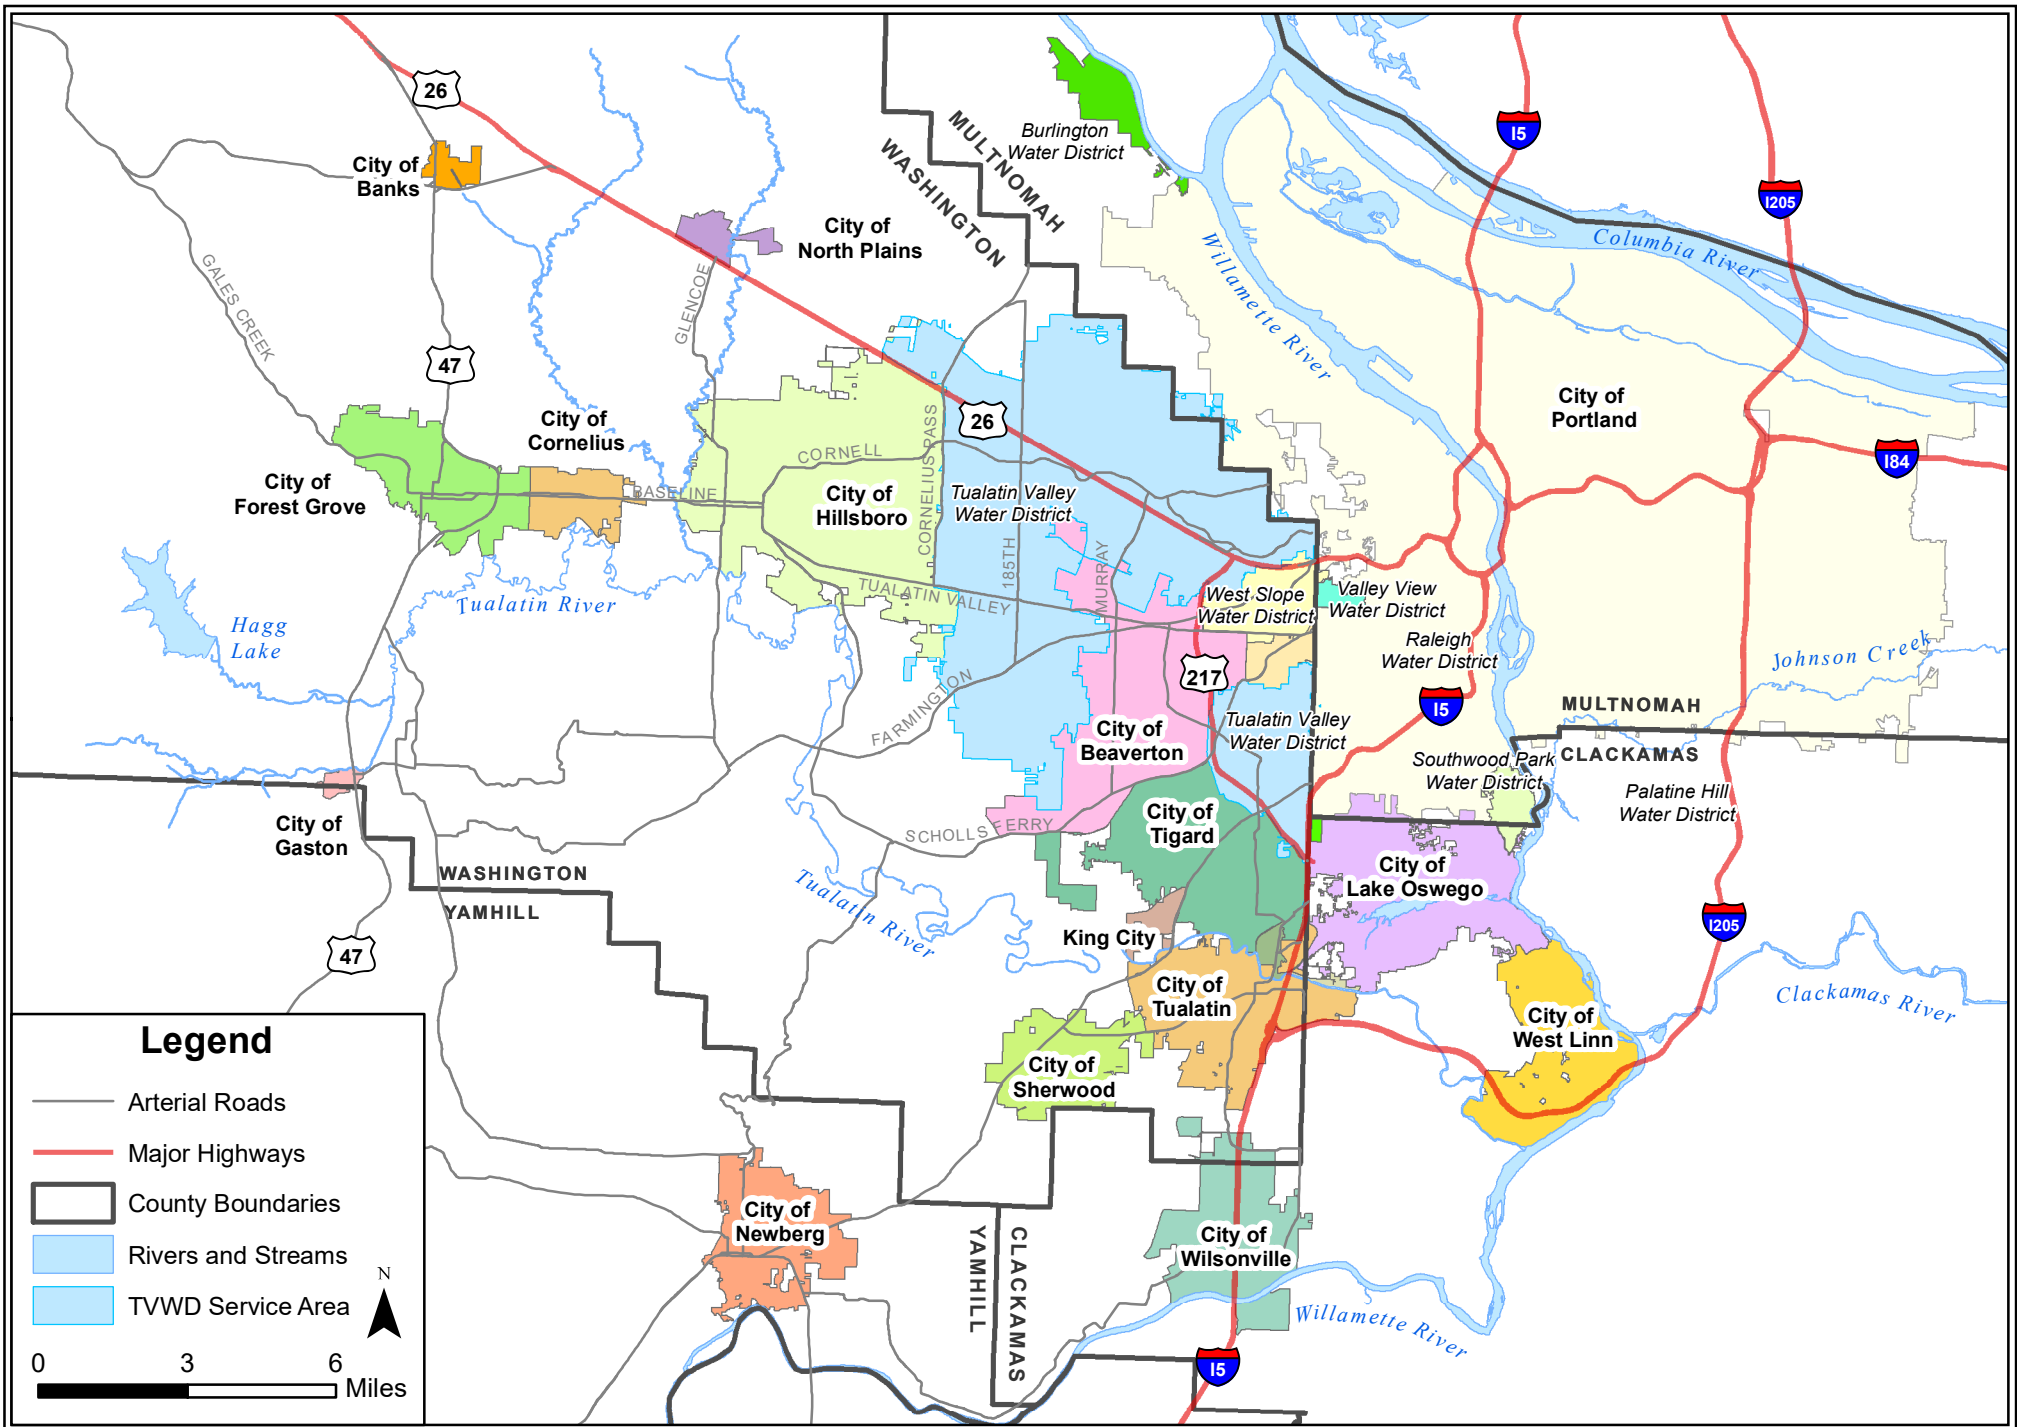 26
I5
I205
MULTNOMAH
WASHINGTON
Burlington
Water District
City of
Banks
City of
North Plains
Columbia River
Willamette River
GALES CREEK
GLENCOE
47
City of
Cornelius
City of
Forest Grove
BASELINE
CORNELL
CORNELIUS PASS
26
City of
Hillsboro
Tualatin Valley
Water District
185TH
MURRAY
City of
Portland
I84
TUALATIN VALLEY
West Slope
Water District
Valley View
Water District
Raleigh
Water District
Tualatin River
Hagg
Lake
Johnson Creek
217
I5
FARMINGTON
City of
Beaverton
Tualatin Valley
Water District
MULTNOMAH
CLACKAMAS
Southwood Park
Water District
Palatine Hill
Water District
City of
Gaston
SCHOLLS FERRY
City of
Tigard
City of
Lake Oswego
WASHINGTON
YAMHILL
Tualatin River
King City
I205
47
City of
Tualatin
City of
West Linn
Clackamas River
City of
Sherwood
City of
Newberg
YAMHILL
CLACKAMAS
City of
Wilsonville
Willamette River
I5
Legend
Arterial Roads
Major Highways
County Boundaries
Rivers and Streams
TVWD Service Area
N
0 3 6
Miles